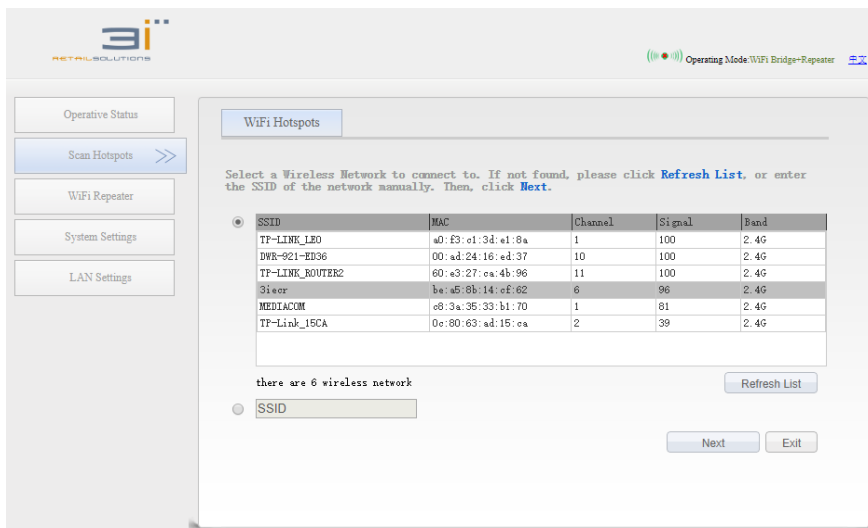 3i
RETAIL SOLUTIONS
Operating Mode:WiFi Bridge+Repeater 中文
Operative Status
Scan Hotspots >>
WiFi Repeater
System Settings
LAN Settings
WiFi Hotspots
Select a Wireless Network to connect to. If not found, please click Refresh List, or enter
the SSID of the network manually. Then, click Next.
SSID MAC Channel Signal Band
TP-LINK_LEO a0:f3:c1:3d:e1:8a 1 100 2.4G
DWR-921-ED36 00:ad:24:16:ed:37 10 100 2.4G
TP-LINK_ROUTER2 60:e3:27:ca:4b:96 11 100 2.4G
3iecr be:a5:8b:14:cf:62 6 96 2.4G
MEDIACOM c8:3a:35:33:b1:70 1 81 2.4G
TP-Link_15CA 0c:80:63:ad:15:ca 2 39 2.4G
there are 6 wireless network
Refresh List
SSID
Next Exit